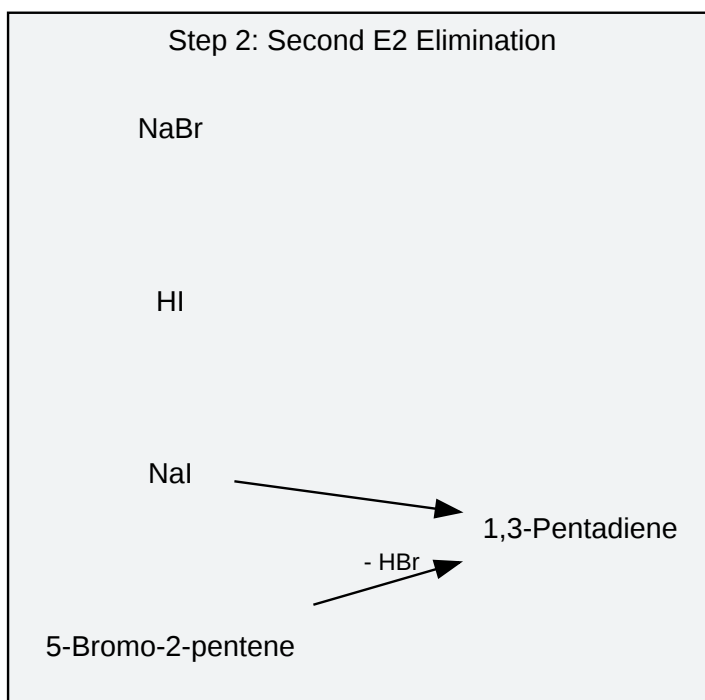 Step 2: Second E2 Elimination
NaBr
HI
NaI
1,3-Pentadiene
- HBr
5-Bromo-2-pentene